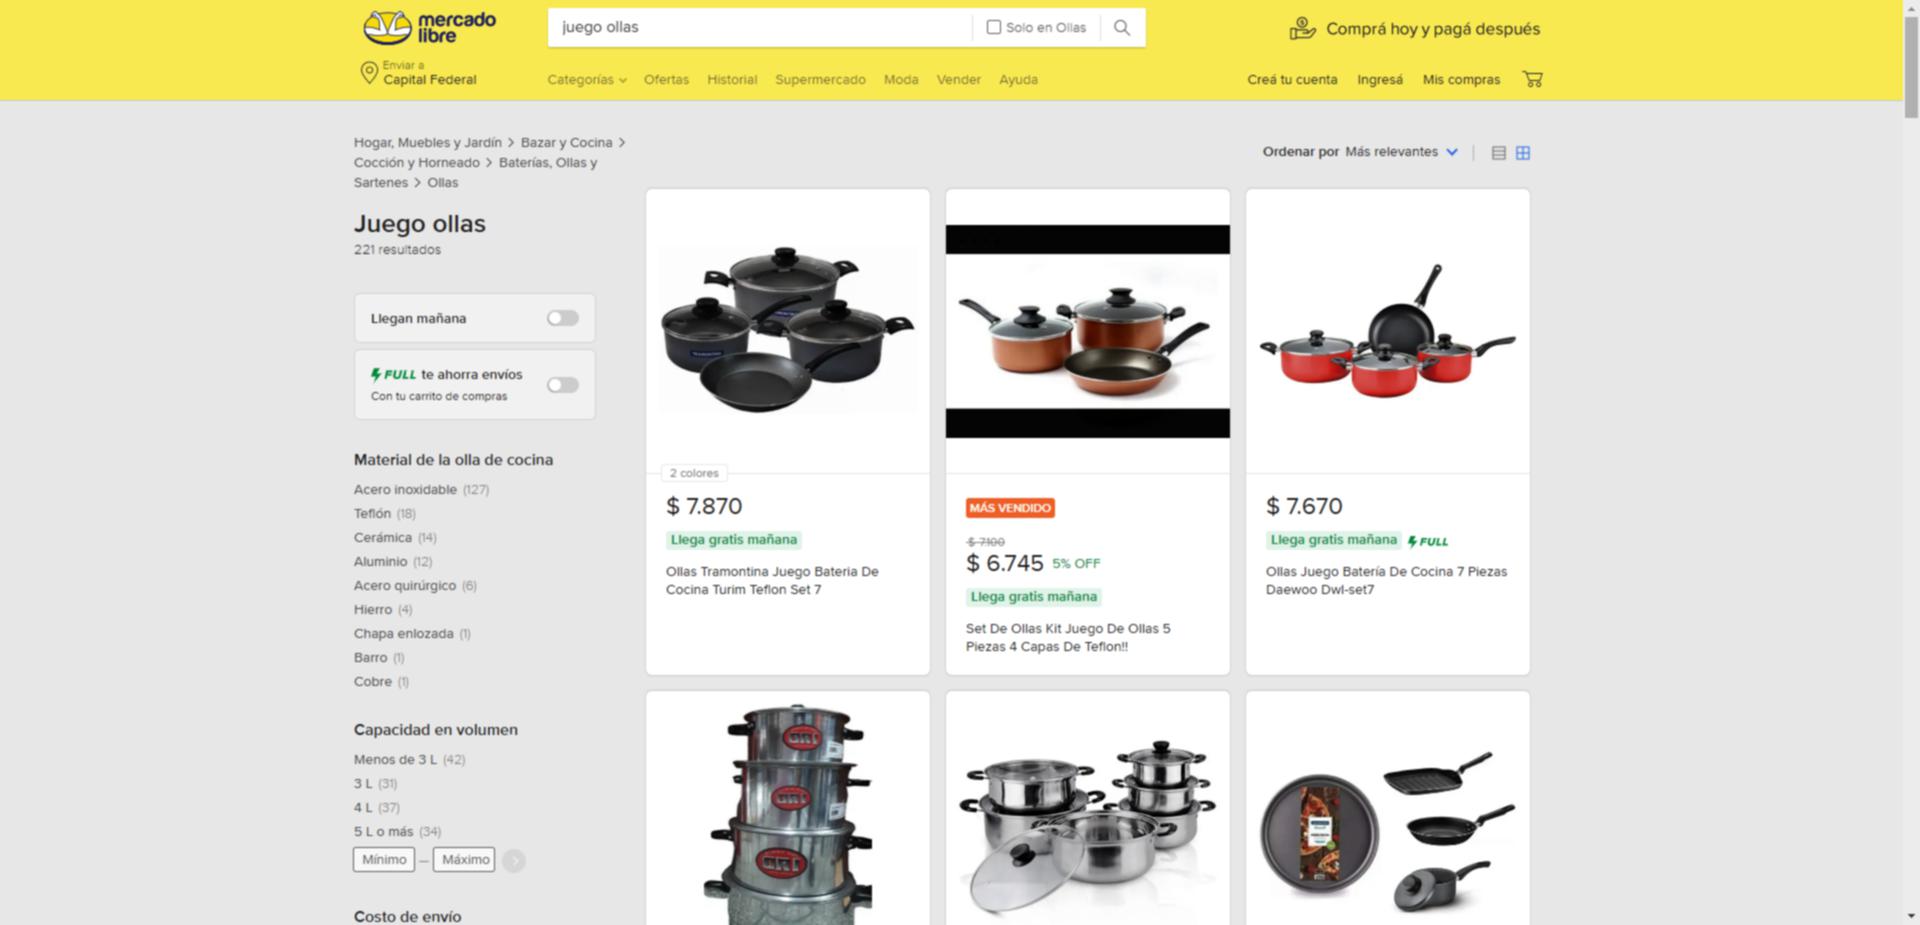 mercado
libre
juego ollas
Solo en Ollas
Comprá hoy y pagá después
Enviar a
Capital Federal
Categorías
Ofertas
Historial
Supermercado
Moda
Vender
Ayuda
Creá tu cuenta
Ingresá
Mis compras
Hogar, Muebles y Jardín > Bazar y Cocina >
Cocción y Horneado > Baterías, Ollas y
Sartenes > Ollas
Ordenar por Más relevantes
Juego ollas
221 resultados
Llegan mañana
FULL te ahorra envíos
Con tu carrito de compras
Material de la olla de cocina
Acero inoxidable (127)
Teflón (18)
Cerámica (14)
Aluminio (12)
Acero quirúrgico (6)
Hierro (4)
Chapa enlozada (1)
Barro (1)
Cobre (1)
Capacidad en volumen
Menos de 3 L (42)
3 L (31)
4 L (37)
5 L o más (34)
Mínimo – Máximo
Costo de envío
2 colores
$ 7.870
Llega gratis mañana
Ollas Tramontina Juego Bateria De
Cocina Turim Teflon Set 7
MÁS VENDIDO
$ 7.100
$ 6.745 5% OFF
Llega gratis mañana
Set De Ollas Kit Juego De Ollas 5
Piezas 4 Capas De Teflon!!
$ 7.670
Llega gratis mañana FULL
Ollas Juego Batería De Cocina 7 Piezas
Daewoo Dwl-set7